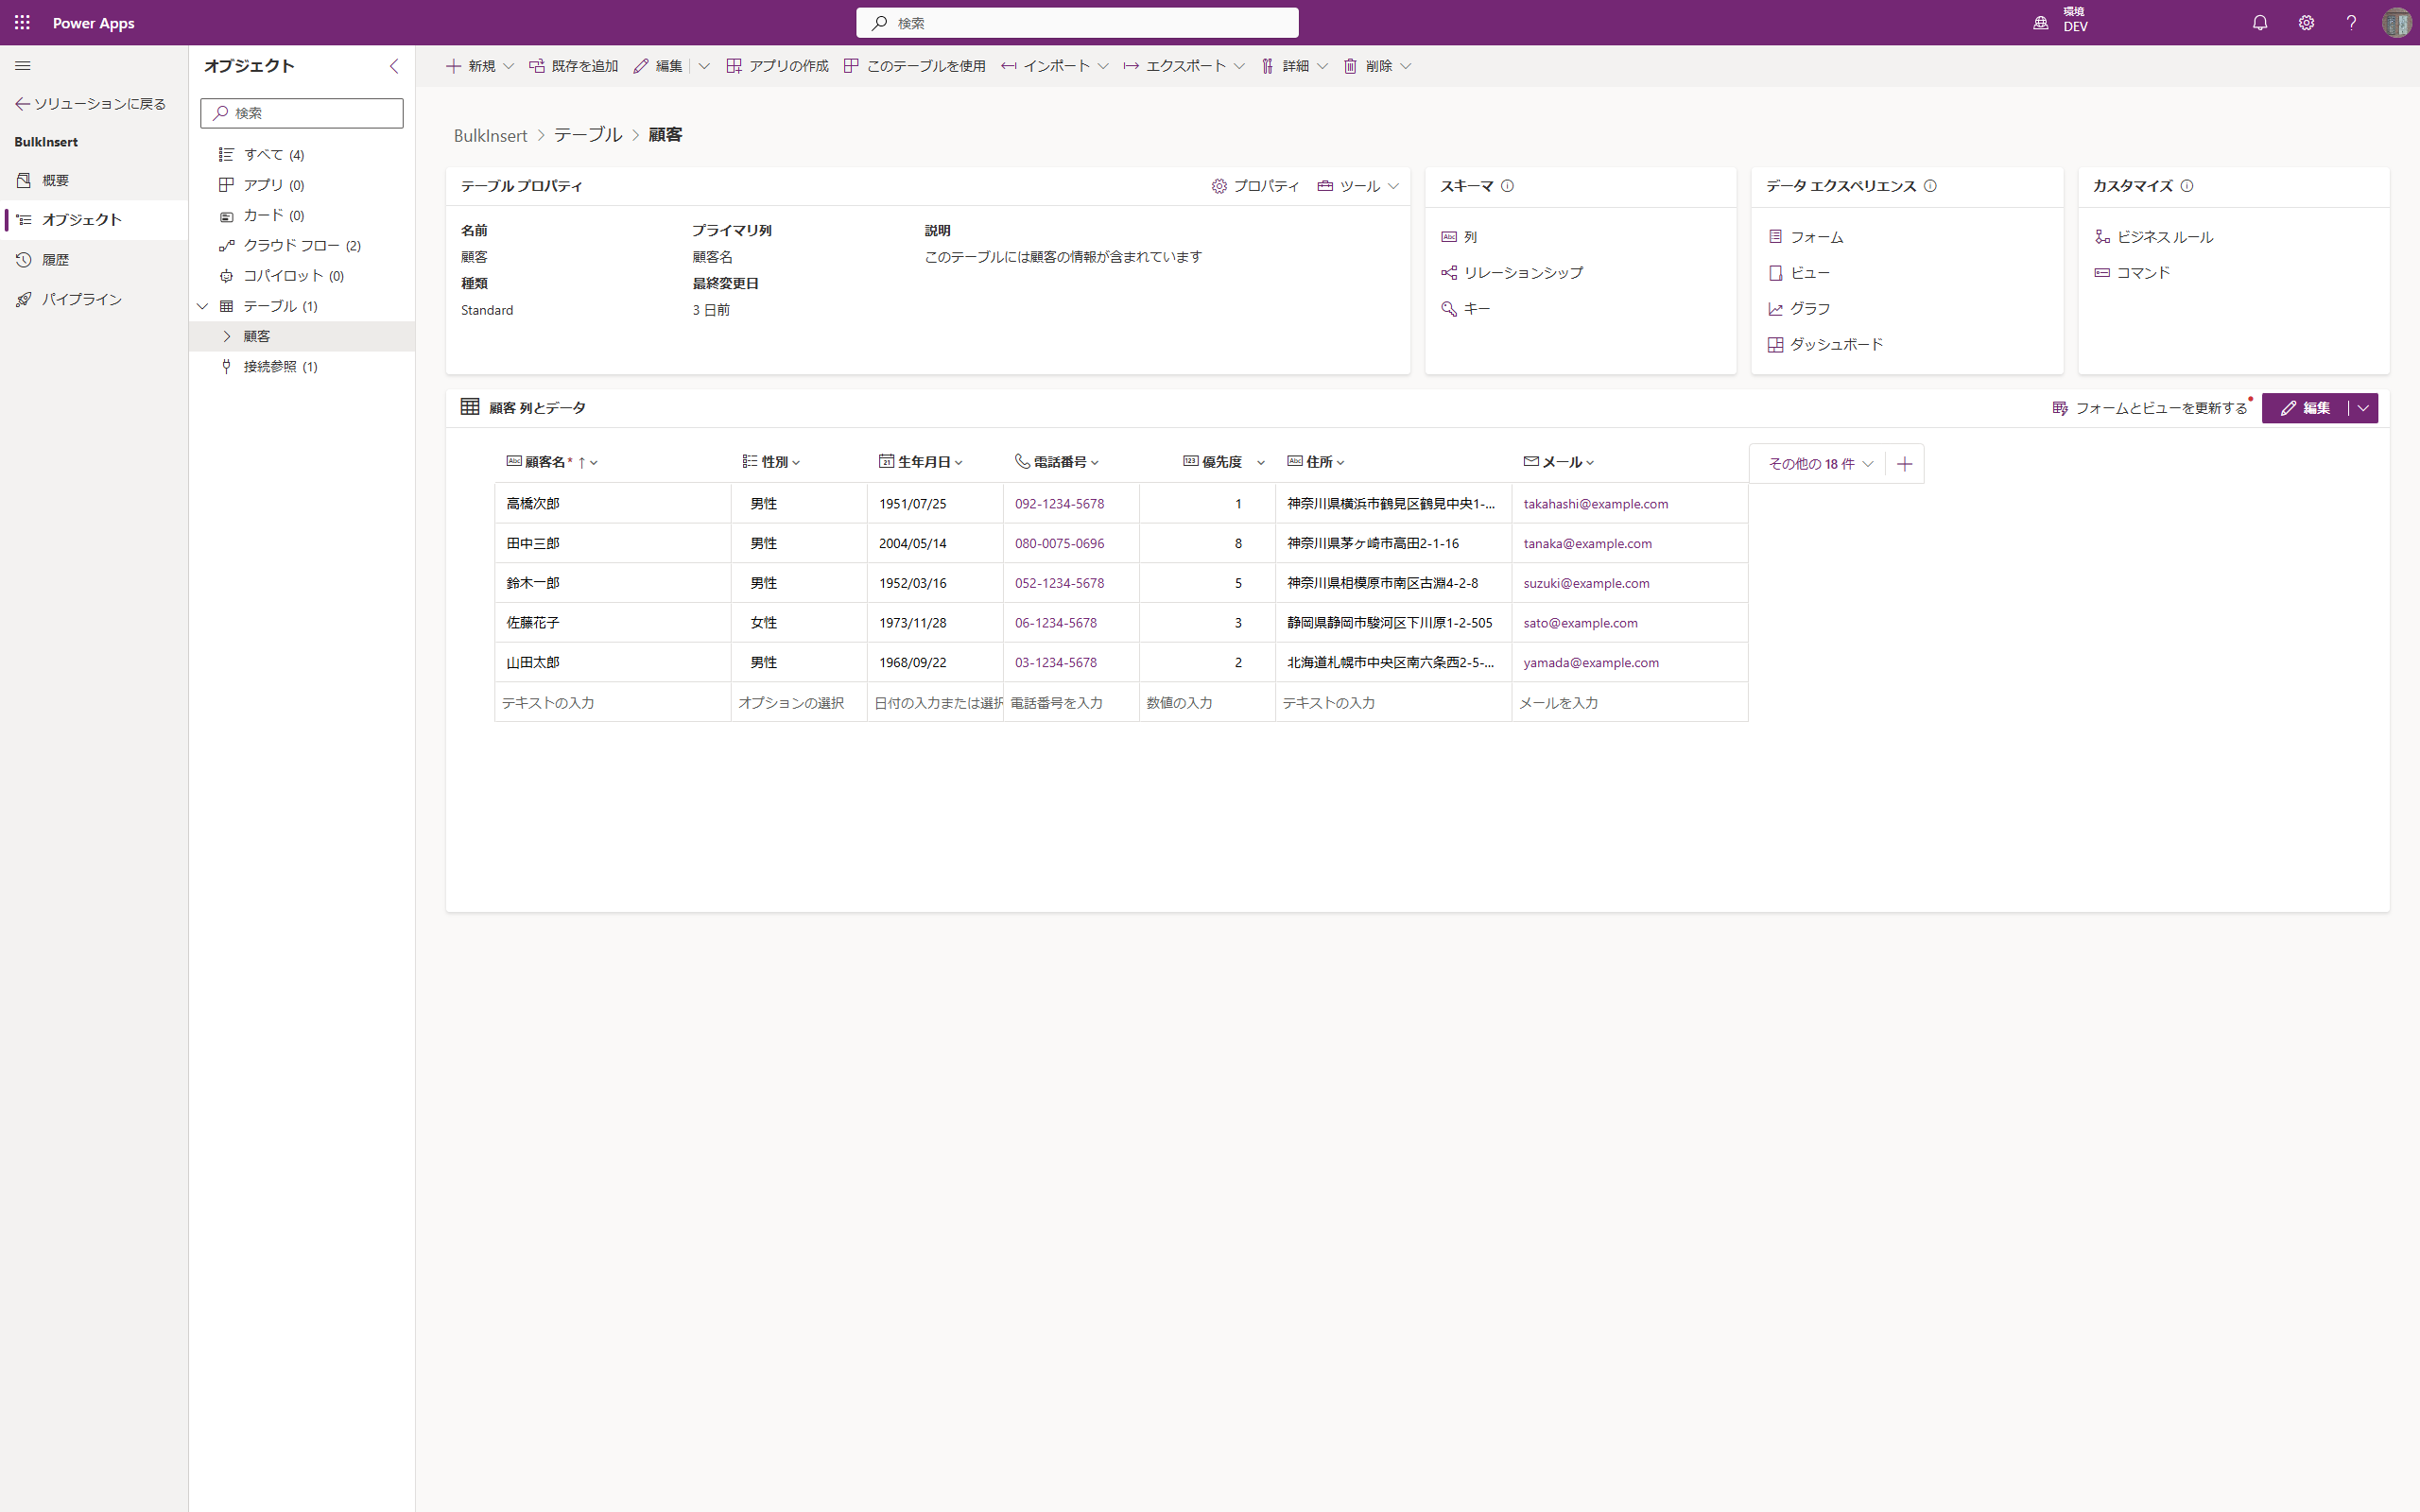 Power Apps
検索
環境
DEV
ソリューションに戻る
BulkInsert
概要
オブジェクト
履歴
パイプライン
オブジェクト
検索
すべて (4)
アプリ (0)
カード (0)
クラウド フロー (2)
コパイロット (0)
テーブル (1)
顧客
接続参照 (1)
新規 既存を追加 編集 アプリの作成 このテーブルを使用 インポート エクスポート 詳細 削除
BulkInsert > テーブル > 顧客
テーブル プロパティ プロパティ ツール
名前 プライマリ列 説明
顧客 顧客名 このテーブルには顧客の情報が含まれています
種類 最終変更日
Standard 3 日前
スキーマ
列
リレーションシップ
キー
データ エクスペリエンス
フォーム
ビュー
グラフ
ダッシュボード
カスタマイズ
ビジネス ルール
コマンド
顧客 列とデータ フォームとビューを更新する 編集
顧客名* ↑ 性別 生年月日 電話番号 優先度 住所 メール その他の 18 件
高橋次郎 男性 1951/07/25 092-1234-5678 1 神奈川県横浜市鶴見区鶴見中央1-... takahashi@example.com
田中三郎 男性 2004/05/14 080-0075-0696 8 神奈川県茅ヶ崎市高田2-1-16 tanaka@example.com
鈴木一郎 男性 1952/03/16 052-1234-5678 5 神奈川県相模原市南区古淵4-2-8 suzuki@example.com
佐藤花子 女性 1973/11/28 06-1234-5678 3 静岡県静岡市駿河区下川原1-2-505 sato@example.com
山田太郎 男性 1968/09/22 03-1234-5678 2 北海道札幌市中央区南六条西2-5-... yamada@example.com
テキストの入力 オプションの選択 日付の入力または選択 電話番号を入力 数値の入力 テキストの入力 メールを入力